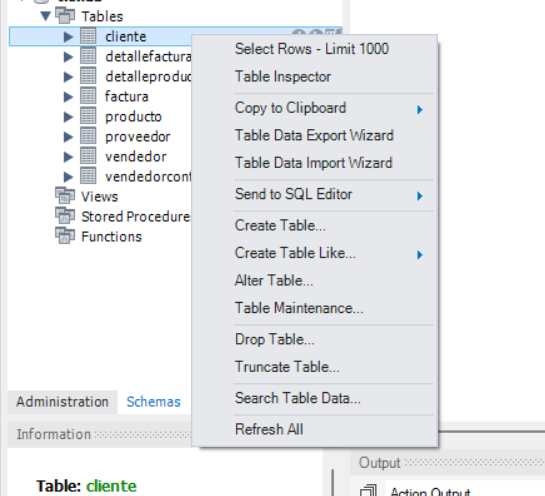 Tables
cliente
detallefactura
detalleproduc
factura
producto
proveedor
vendedor
vendedorcont
Views
Stored Procedure
Functions
Select Rows - Limit 1000
Table Inspector
Copy to Clipboard
Table Data Export Wizard
Table Data Import Wizard
Send to SQL Editor
Create Table...
Create Table Like...
Alter Table...
Table Maintenance...
Drop Table...
Truncate Table...
Search Table Data...
Refresh All
Administration Schemas
Information
Output
Table: cliente
Action Output